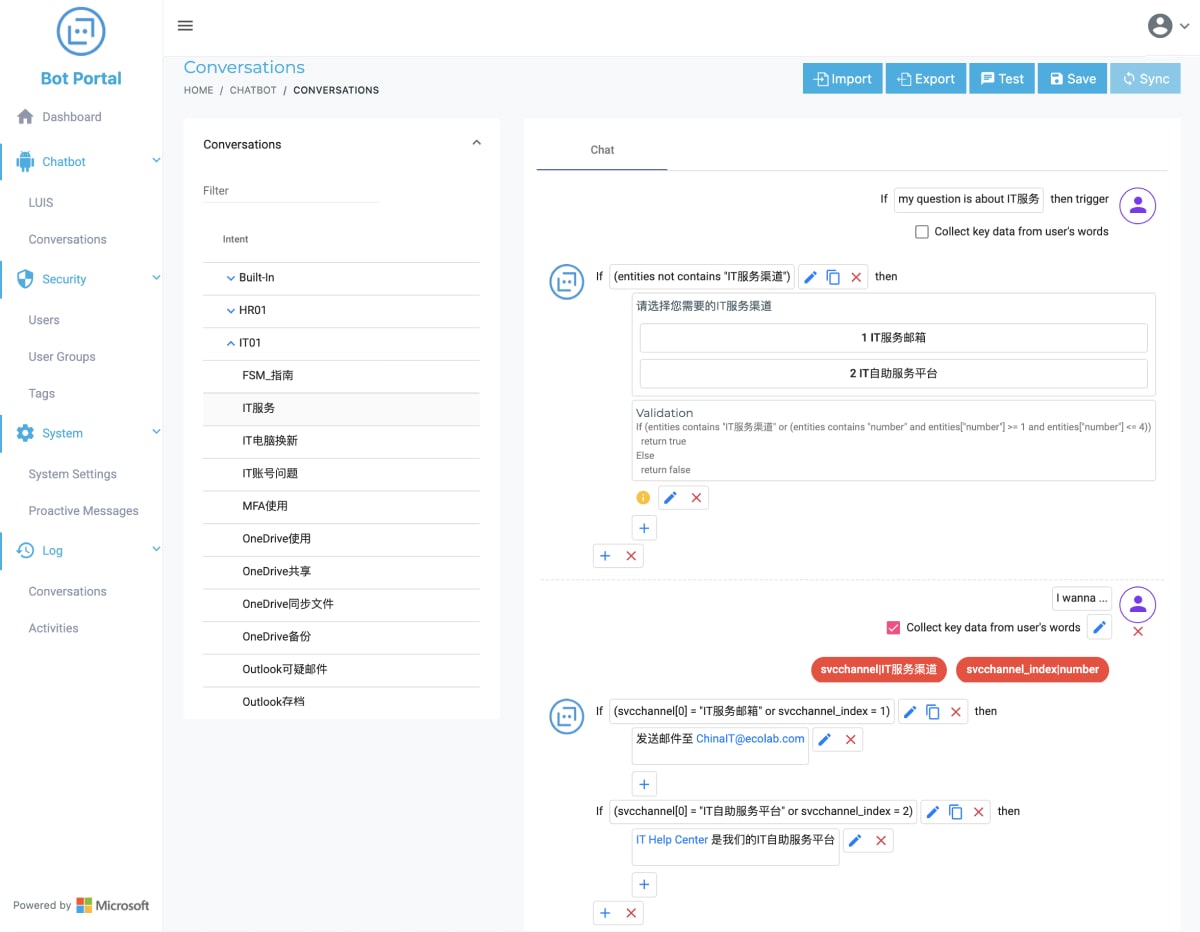 Bot Portal
Dashboard
Chatbot
LUIS
Conversations
Security
Users
User Groups
Tags
System
System Settings
Proactive Messages
Log
Conversations
Activities
Powered by Microsoft
Conversations
HOME / CHATBOT / CONVERSATIONS
Import Export Test Save Sync
Conversations
Filter
Intent
Built-In
HR01
IT01
FSM_指南
IT服务
IT电脑换新
IT账号问题
MFA使用
OneDrive使用
OneDrive共享
OneDrive同步文件
OneDrive备份
Outlook可疑邮件
Outlook存档
Chat
If my question is about IT服务 then trigger
Collect key data from user's words
If (entities not contains "IT服务渠道") then
请选择您需要的IT服务渠道
1 IT服务邮箱
2 IT自助服务平台
Validation
If (entities contains "IT服务渠道" or (entities contains "number" and entities["number"] >= 1 and entities["number"] <= 4))
return true
Else
return false
I wanna ...
Collect key data from user's words
svcchannel|IT服务渠道 svcchannel_index|number
If (svcchannel[0] = "IT服务邮箱" or svcchannel_index = 1) then
发送邮件至 ChinaIT@ecolab.com
If (svcchannel[0] = "IT自助服务平台" or svcchannel_index = 2) then
IT Help Center 是我们的IT自助服务平台